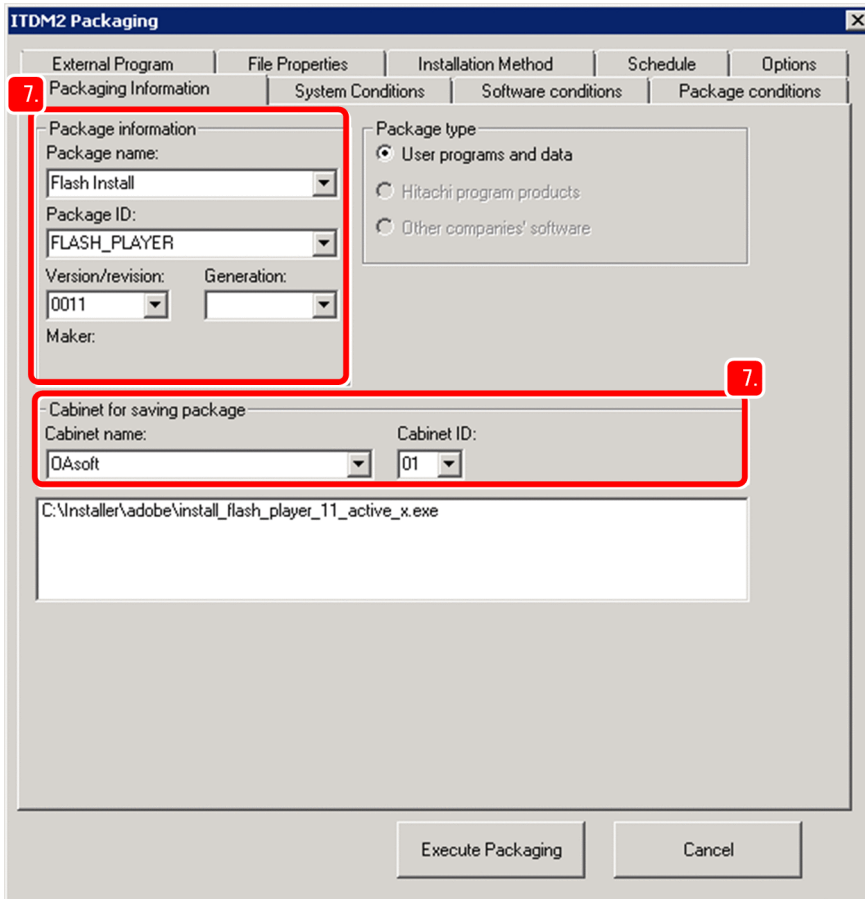 ITDM2 Packaging
External Program File Properties Installation Method Schedule Options
Packaging Information System Conditions Software conditions Package conditions
7.
Package information
Package name:
Flash Install
Package ID:
FLASH_PLAYER
Version/revision: Generation:
0011
Maker:
Package type
User programs and data
Hitachi program products
Other companies' software
7.
Cabinet for saving package
Cabinet name: Cabinet ID:
OAsoft 01
C:\Installer\adobe\install_flash_player_11_active_x.exe
Execute Packaging Cancel